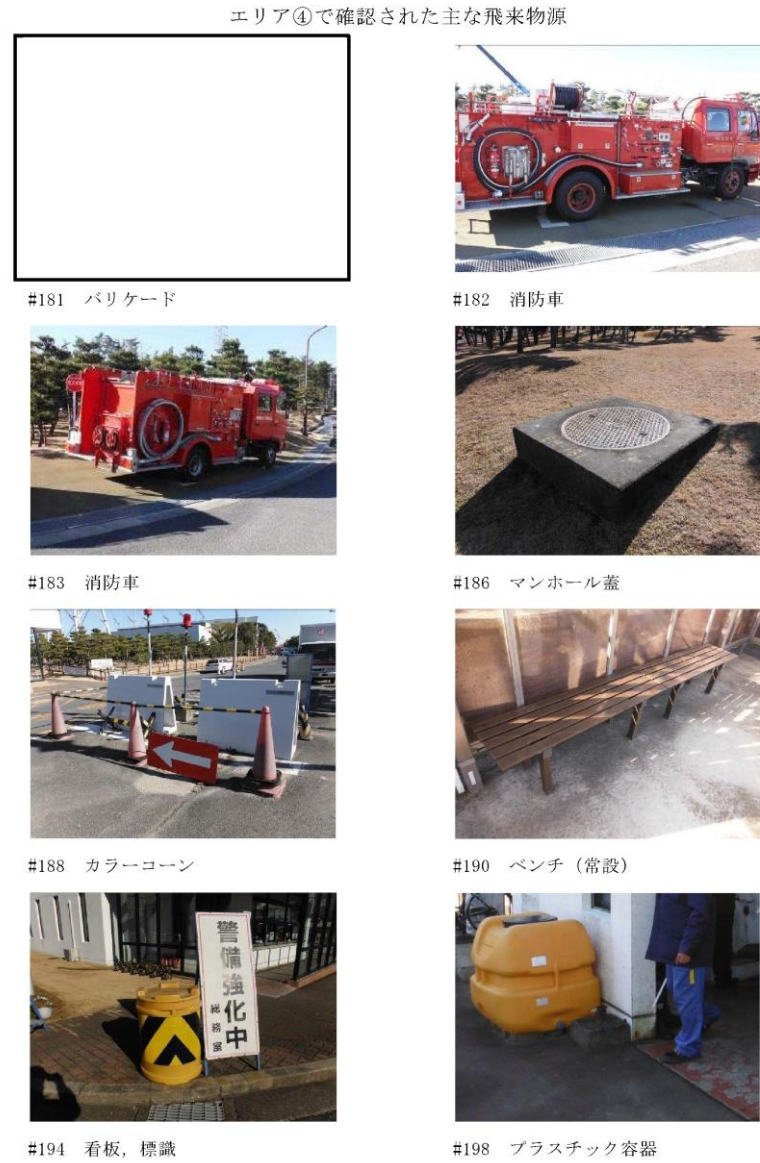 エリア④で確認された主な飛来物源
#181 バリケード
#182 消防車
#183 消防車
#186 マンホール蓋
#188 カラーコーン
#190 ベンチ（常設）
警備強化中
総務室
#194 看板，標識
#198 プラスチック容器